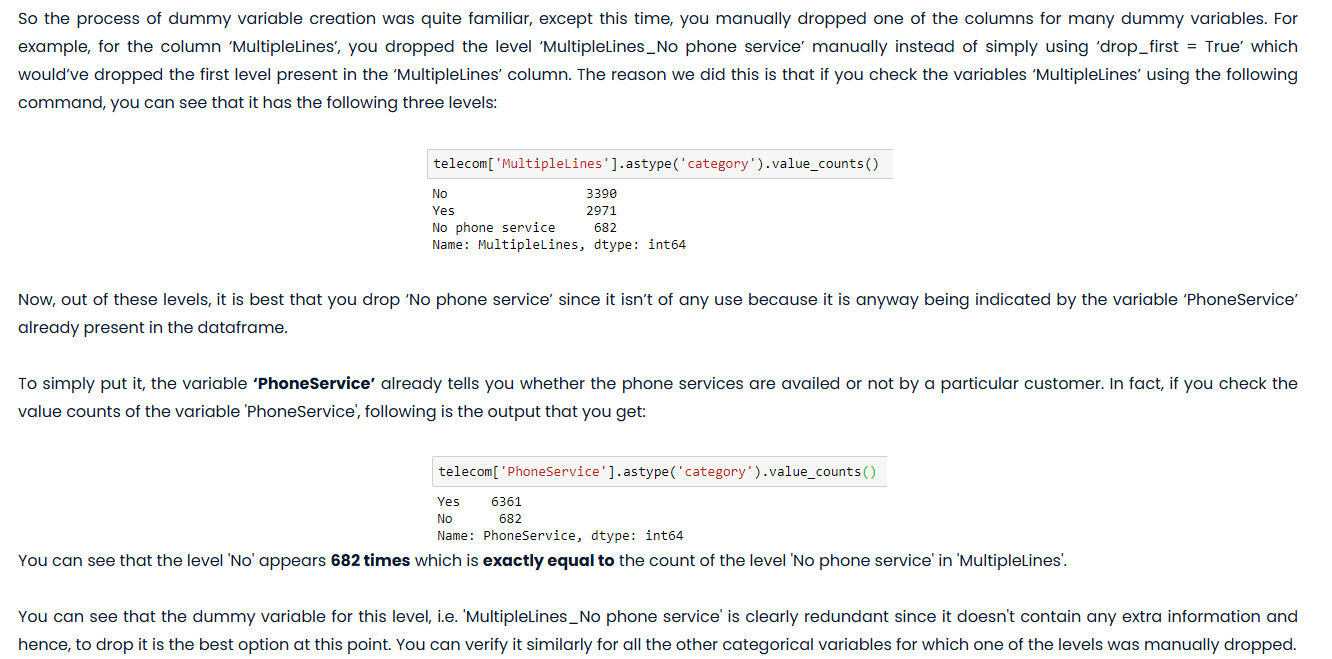 So the process of dummy variable creation was quite familiar, except this time, you manually dropped one of the columns for many dummy variables. For
example, for the column ‘MultipleLines’, you dropped the level ‘MultipleLines_No phone service’ manually instead of simply using ‘drop_first = True’ which
would’ve dropped the first level present in the ‘MultipleLines’ column. The reason we did this is that if you check the variables ‘MultipleLines’ using the following
command, you can see that it has the following three levels:
telecom['MultipleLines'].astype('category').value_counts()
No 3390
Yes 2971
No phone service 682
Name: MultipleLines, dtype: int64
Now, out of these levels, it is best that you drop ‘No phone service’ since it isn’t of any use because it is anyway being indicated by the variable ‘PhoneService’
already present in the dataframe.
To simply put it, the variable ‘PhoneService’ already tells you whether the phone services are availed or not by a particular customer. In fact, if you check the
value counts of the variable 'PhoneService', following is the output that you get:
telecom['PhoneService'].astype('category').value_counts()
Yes 6361
No 682
Name: PhoneService, dtype: int64
You can see that the level 'No' appears 682 times which is exactly equal to the count of the level 'No phone service' in 'MultipleLines'.
You can see that the dummy variable for this level, i.e. 'MultipleLines_No phone service' is clearly redundant since it doesn't contain any extra information and
hence, to drop it is the best option at this point. You can verify it similarly for all the other categorical variables for which one of the levels was manually dropped.